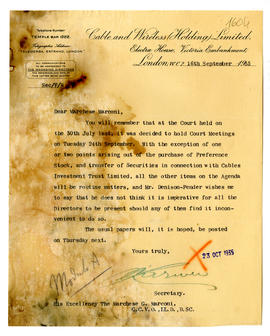 1604
Telephone Number
TEMPLE BAR 1222.
Cable and Wireless (Holding) Limited.
Electra House, Victoria Embankment,
London, W.C.2. 16th September 1935
Dear Marchese Marconi,
You will remember that at the Court held on
the 30th July last, it was decided to hold Court Meetings
on Tuesday 24th September. With the exception of one
or two points arising out of the purchase of Preference
Stock, and transfer of Securities in connection with Cables
Investment Trust Limited, all the other items on the Agenda
will be routine matters, and Mr. Denison-Pender wishes me
to say that he does not think it is imperative for all the
Directors to be present should any of them find it incon-
venient to do so.
The usual papers will, it is hoped, be posted
on Thursday next.
Yours truly,
23 OCT 1935
Secretary.
His Excellency The Marchese G. Marconi,
G.C.V.O., LL.D., D.SC.